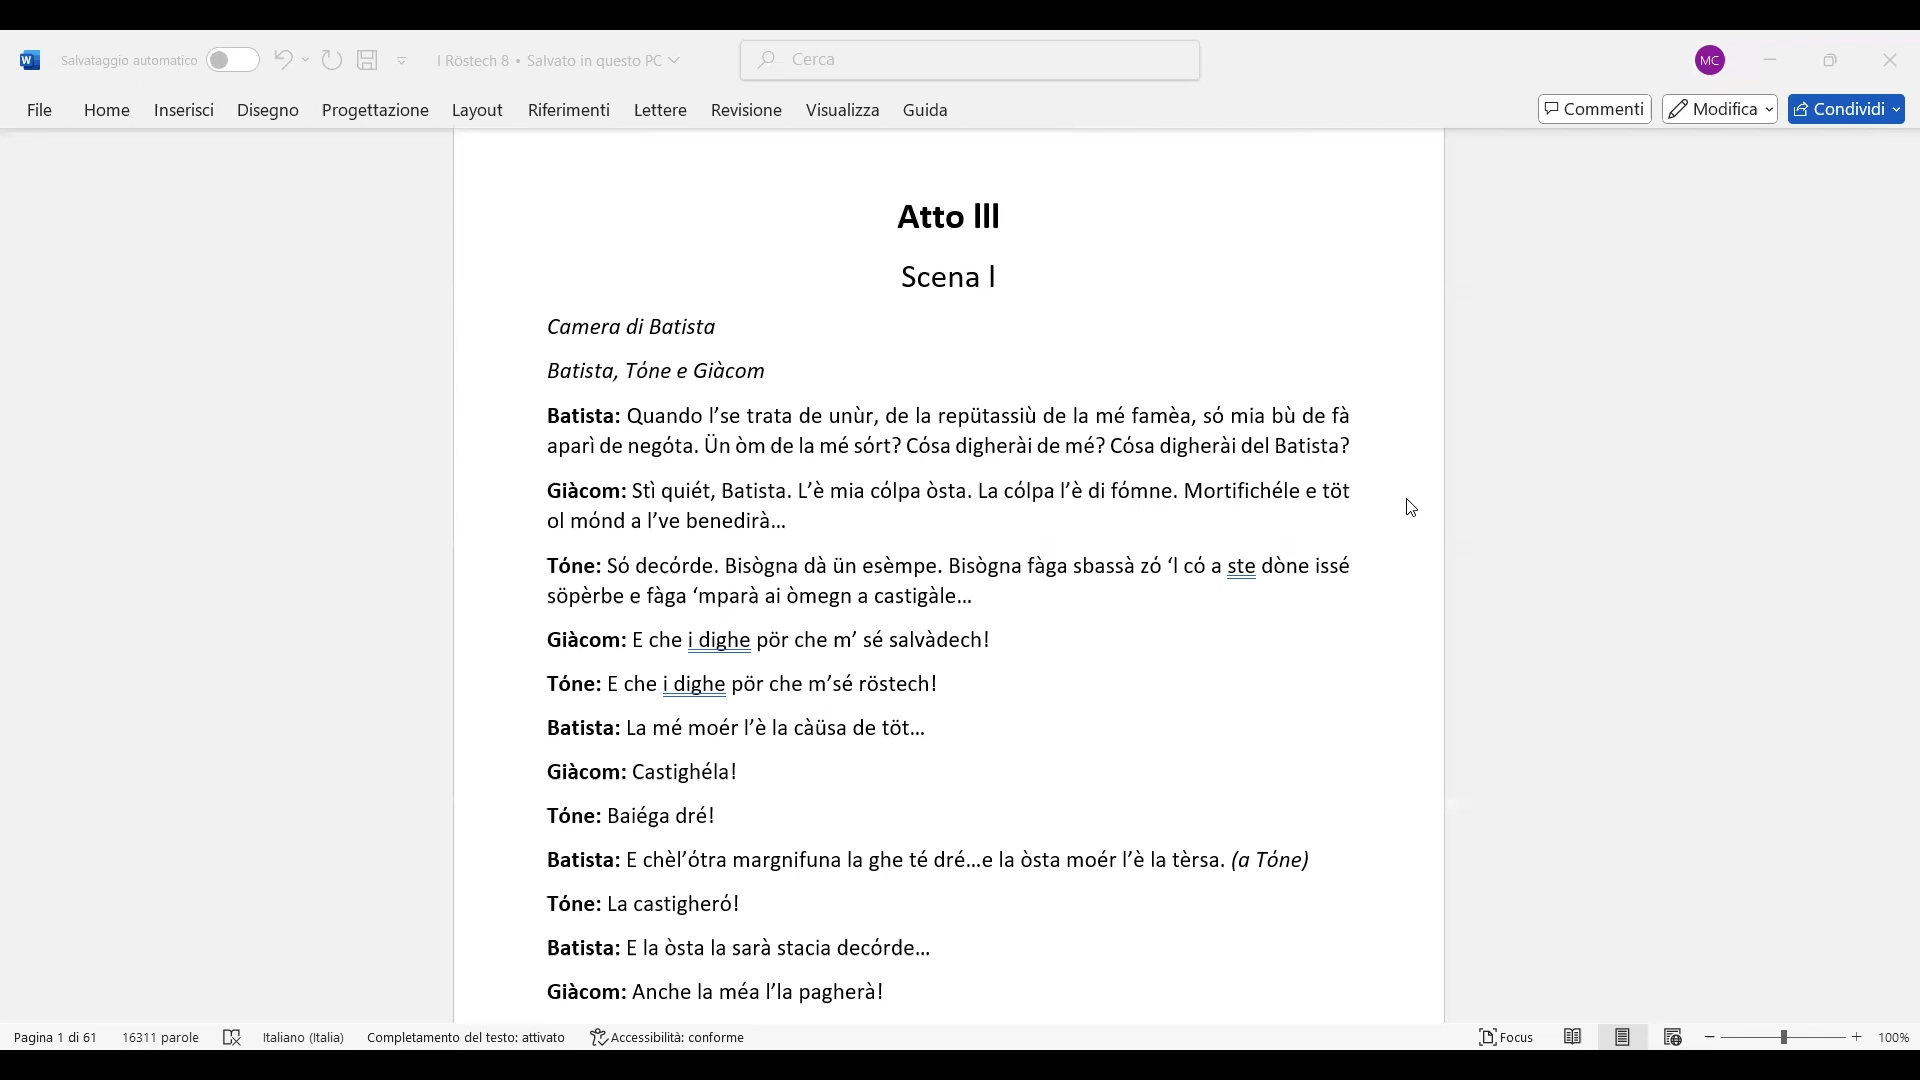 Salvataggio automatico
I Röstech 8 • Salvato in questo PC
Cerca
MC
File Home Inserisci Disegno Progettazione Layout Riferimenti Lettere Revisione Visualizza Guida
Commenti Modifica Condividi
Atto lll
Scena l
Camera di Batista
Batista, Tóne e Giàcom
Batista: Quando l’se trata de unùr, de la repütassiù de la mé famèa, só mia bù de fà
aparì de negóta. Ün òm de la mé sórt? Cósa digherài de mé? Cósa digherài del Batista?
Giàcom: Stì quiét, Batista. L’è mia cólpa òsta. La cólpa l’è di fómne. Mortifichéle e töt
ol mónd a l’ve benedirà…
Tóne: Só decórde. Bisògna dà ün esèmpe. Bisògna fàga sbassà zó ‘l có a ste dòne issé
söpèrbe e fàga ‘mparà ai òmegn a castigàle…
Giàcom: E che i dighe pör che m’ sé salvàdech!
Tóne: E che i dighe pör che m’sé röstech!
Batista: La mé moér l’è la càüsa de töt…
Giàcom: Castighéla!
Tóne: Baiéga dré!
Batista: E chèl’ótra margnifuna la ghe té dré…e la òsta moér l’è la tèrsa. (a Tóne)
Tóne: La castigheró!
Batista: E la òsta la sarà stacia decórde…
Giàcom: Anche la méa l’la pagherà!
Pagina 1 di 61 16311 parole Italiano (Italia) Completamento del testo: attivato Accessibilità: conforme Focus 100%